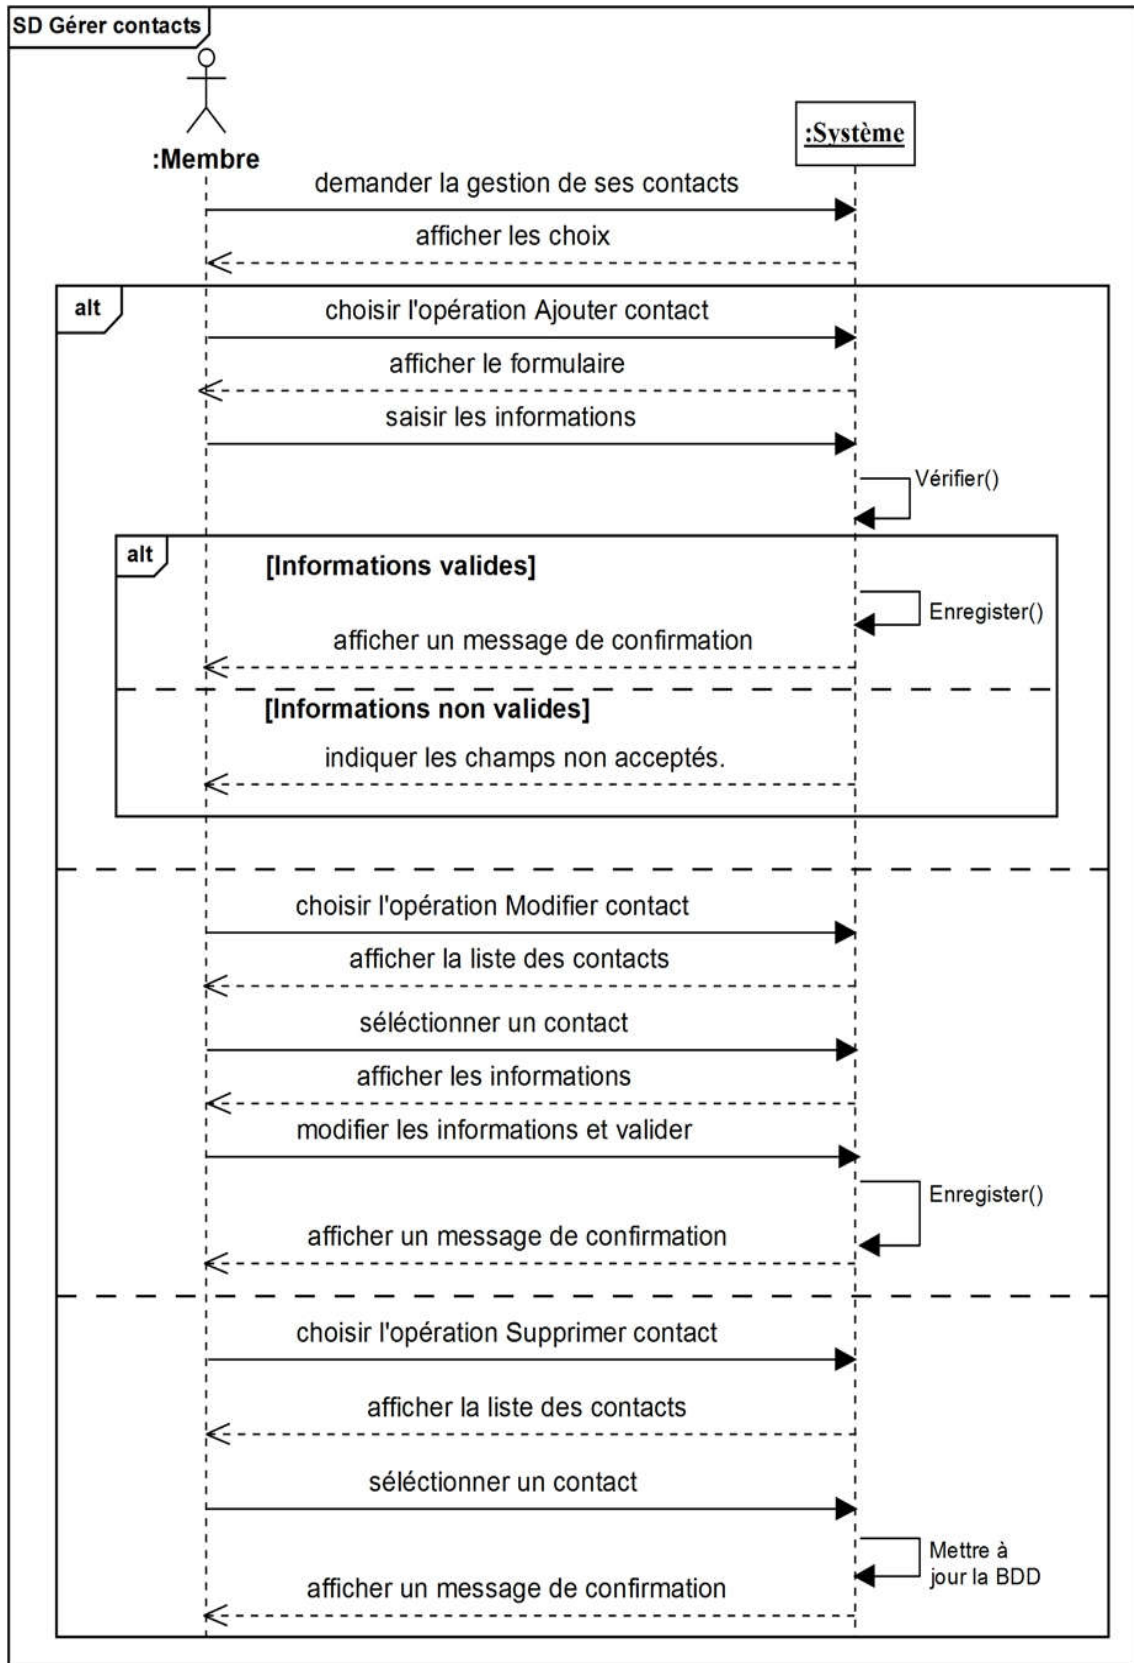 SD Gérer contacts
:Membre
:Système
demander la gestion de ses contacts
afficher les choix
alt
choisir l'opération Ajouter contact
afficher le formulaire
saisir les informations
Vérifier()
alt
[Informations valides]
Enregister()
afficher un message de confirmation
[Informations non valides]
indiquer les champs non acceptés.
choisir l'opération Modifier contact
afficher la liste des contacts
séléctionner un contact
afficher les informations
modifier les informations et valider
Enregister()
afficher un message de confirmation
choisir l'opération Supprimer contact
afficher la liste des contacts
séléctionner un contact
Mettre à
jour la BDD
afficher un message de confirmation